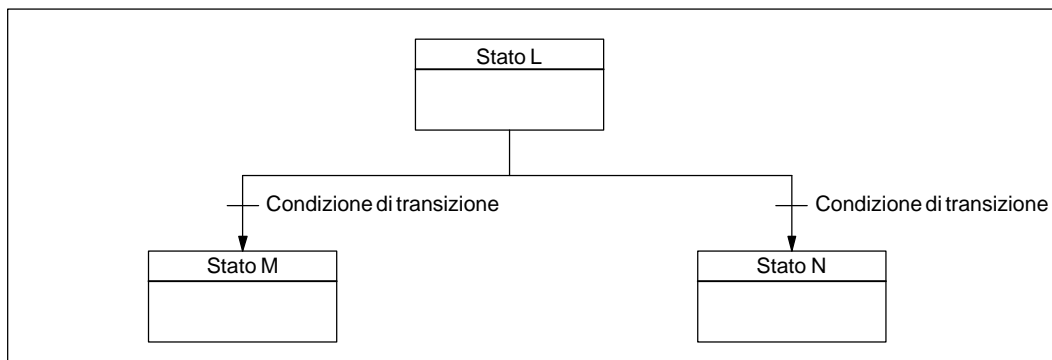 Stato L
Condizione di transizione
Condizione di transizione
Stato M
Stato N